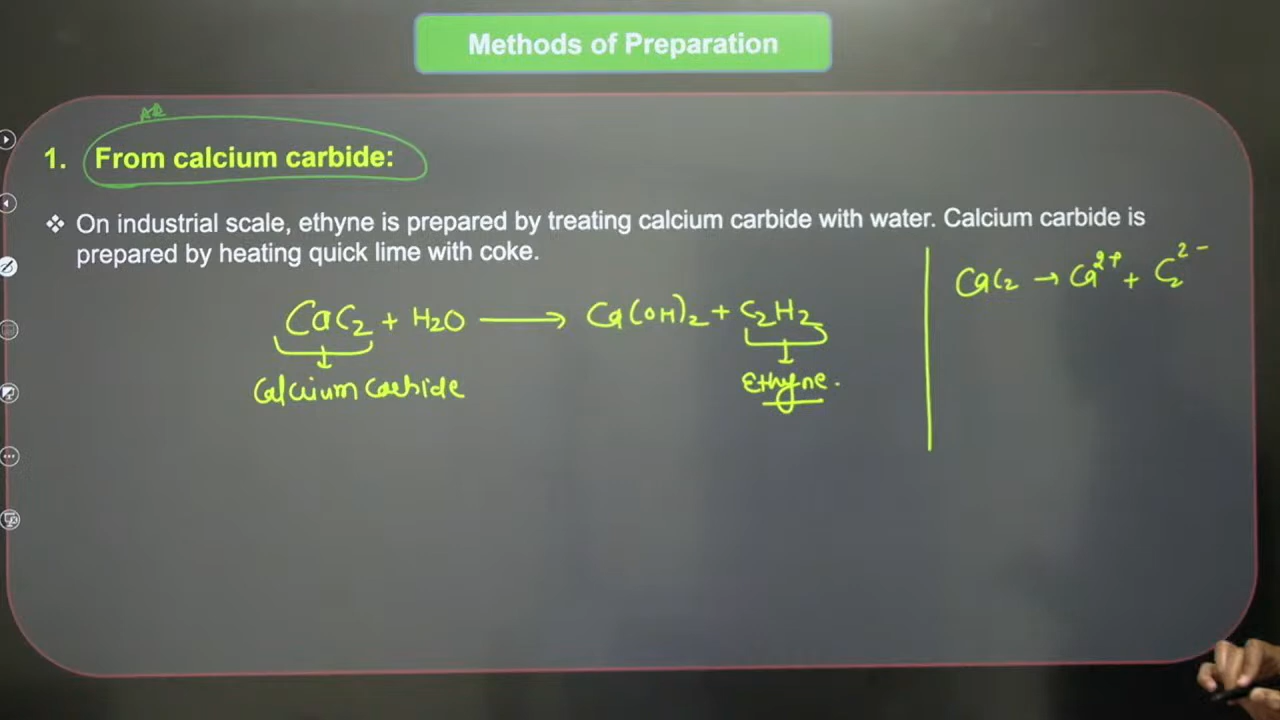 Methods of Preparation
1. From calcium carbide:
❖ On industrial scale, ethyne is prepared by treating calcium carbide with water. Calcium carbide is
prepared by heating quick lime with coke.
CaC₂ + H₂O ⟶ Ca(OH)₂ + C₂H₂
Calcium Carbide
Ethyne.
CaC₂ → Ca²⁺ + C₂²⁻